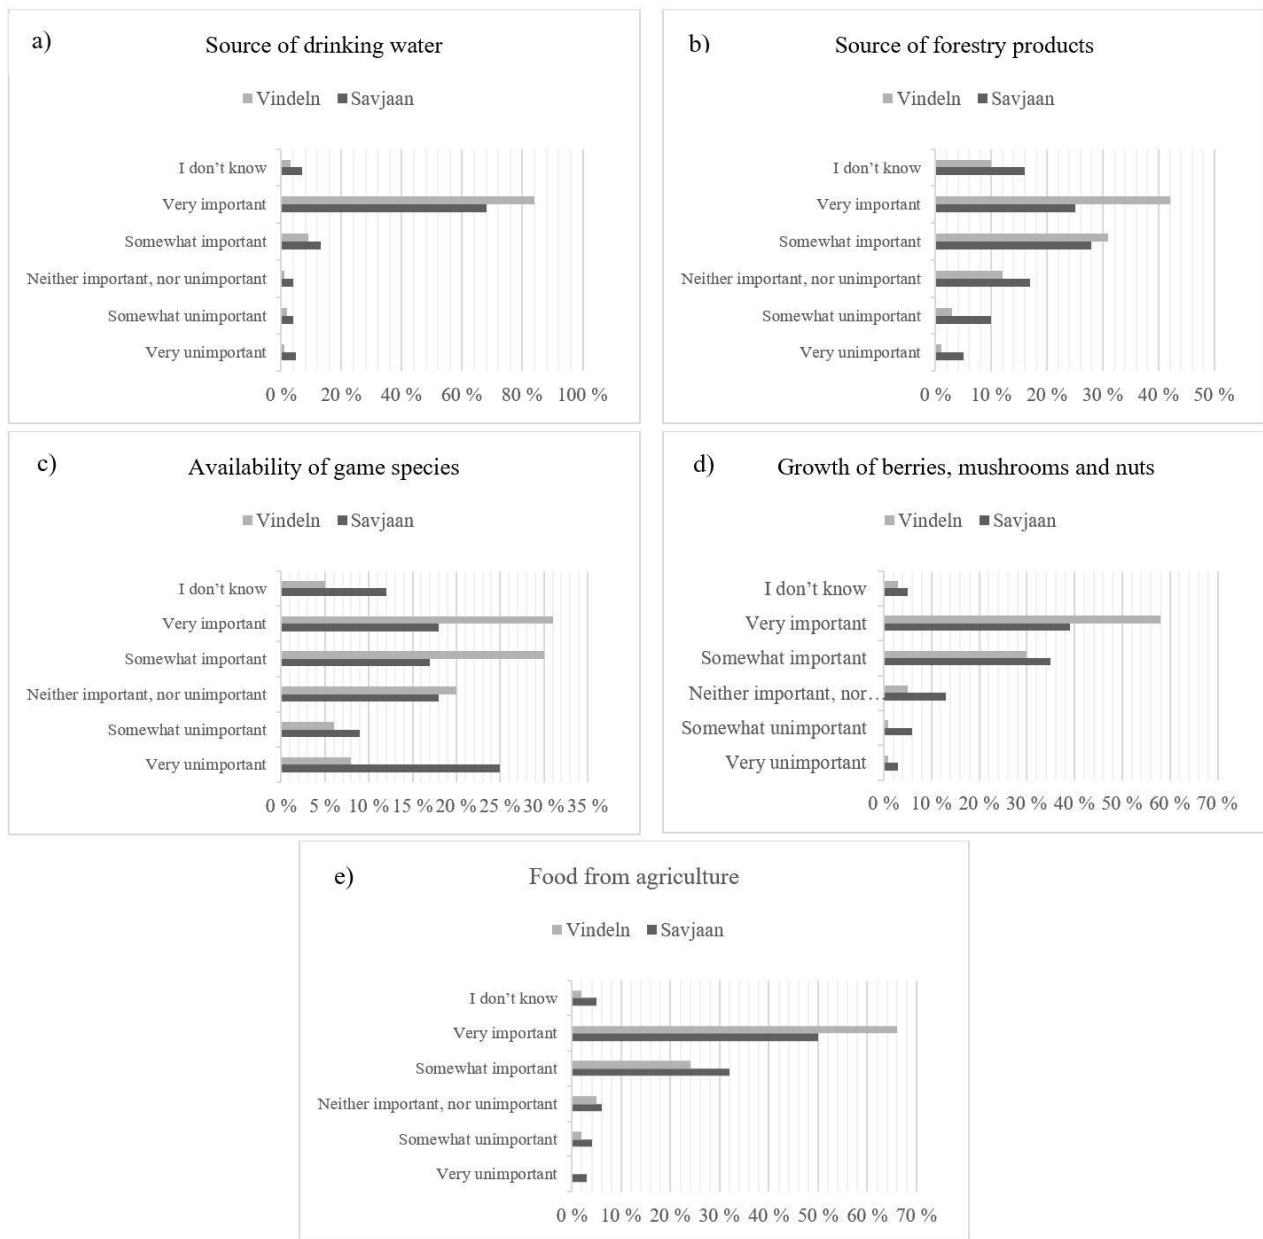 a)
Source of drinking water
Vindeln Savjaan
I don’t know
Very important
Somewhat important
Neither important, nor unimportant
Somewhat unimportant
Very unimportant
0 % 20 % 40 % 60 % 80 % 100 %
b)
Source of forestry products
Vindeln Savjaan
I don’t know
Very important
Somewhat important
Neither important, nor unimportant
Somewhat unimportant
Very unimportant
0 % 10 % 20 % 30 % 40 % 50 %
c)
Availability of game species
Vindeln Savjaan
I don’t know
Very important
Somewhat important
Neither important, nor unimportant
Somewhat unimportant
Very unimportant
0 % 5 % 10 % 15 % 20 % 25 % 30 % 35 %
d)
Growth of berries, mushrooms and nuts
Vindeln Savjaan
I don’t know
Very important
Somewhat important
Neither important, nor…
Somewhat unimportant
Very unimportant
0 % 10 % 20 % 30 % 40 % 50 % 60 % 70 %
e)
Food from agriculture
Vindeln Savjaan
I don’t know
Very important
Somewhat important
Neither important, nor unimportant
Somewhat unimportant
Very unimportant
0 % 10 % 20 % 30 % 40 % 50 % 60 % 70 %